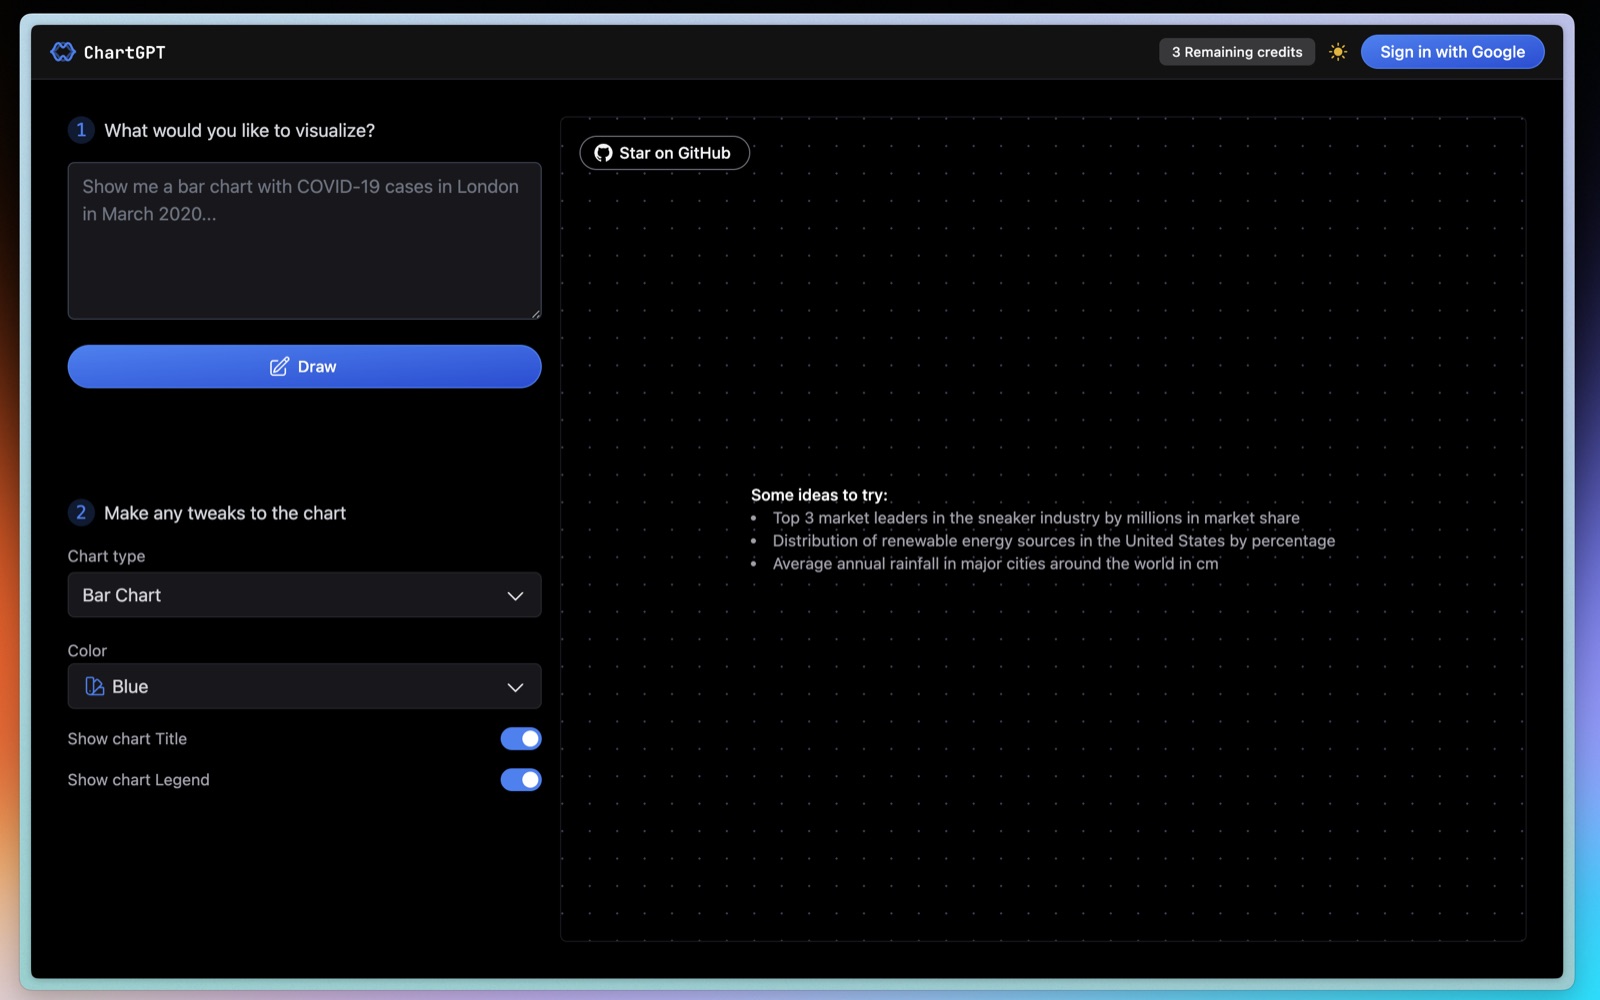 ChartGPT
3 Remaining credits
Sign in with Google
1 What would you like to visualize?
Show me a bar chart with COVID-19 cases in London
in March 2020...
Draw
2 Make any tweaks to the chart
Chart type
Bar Chart
Color
Blue
Show chart Title
Show chart Legend
Star on GitHub
Some ideas to try:
• Top 3 market leaders in the sneaker industry by millions in market share
• Distribution of renewable energy sources in the United States by percentage
• Average annual rainfall in major cities around the world in cm